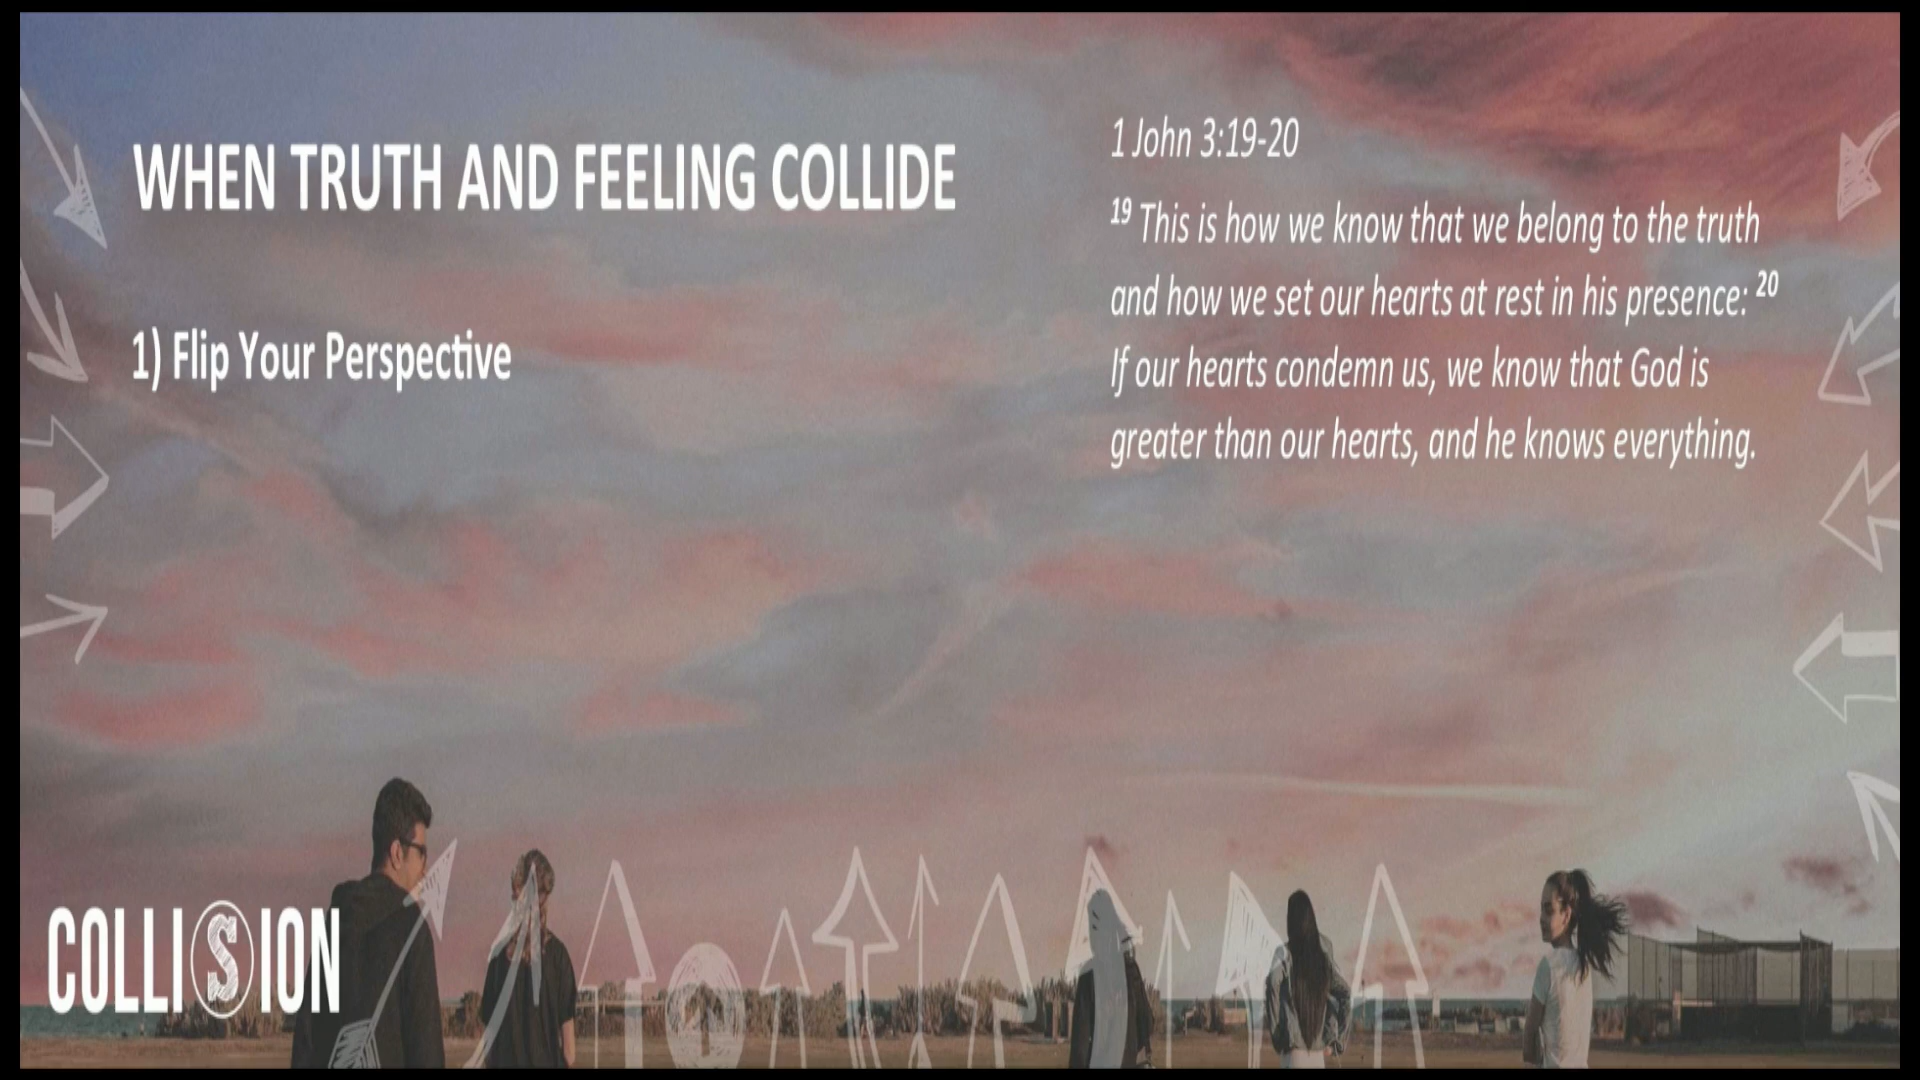 WHEN TRUTH AND FEELING COLLIDE
1) Flip Your Perspective
1 John 3:19-20
19 This is how we know that we belong to the truth
and how we set our hearts at rest in his presence: 20
If our hearts condemn us, we know that God is
greater than our hearts, and he knows everything.
COLLISION